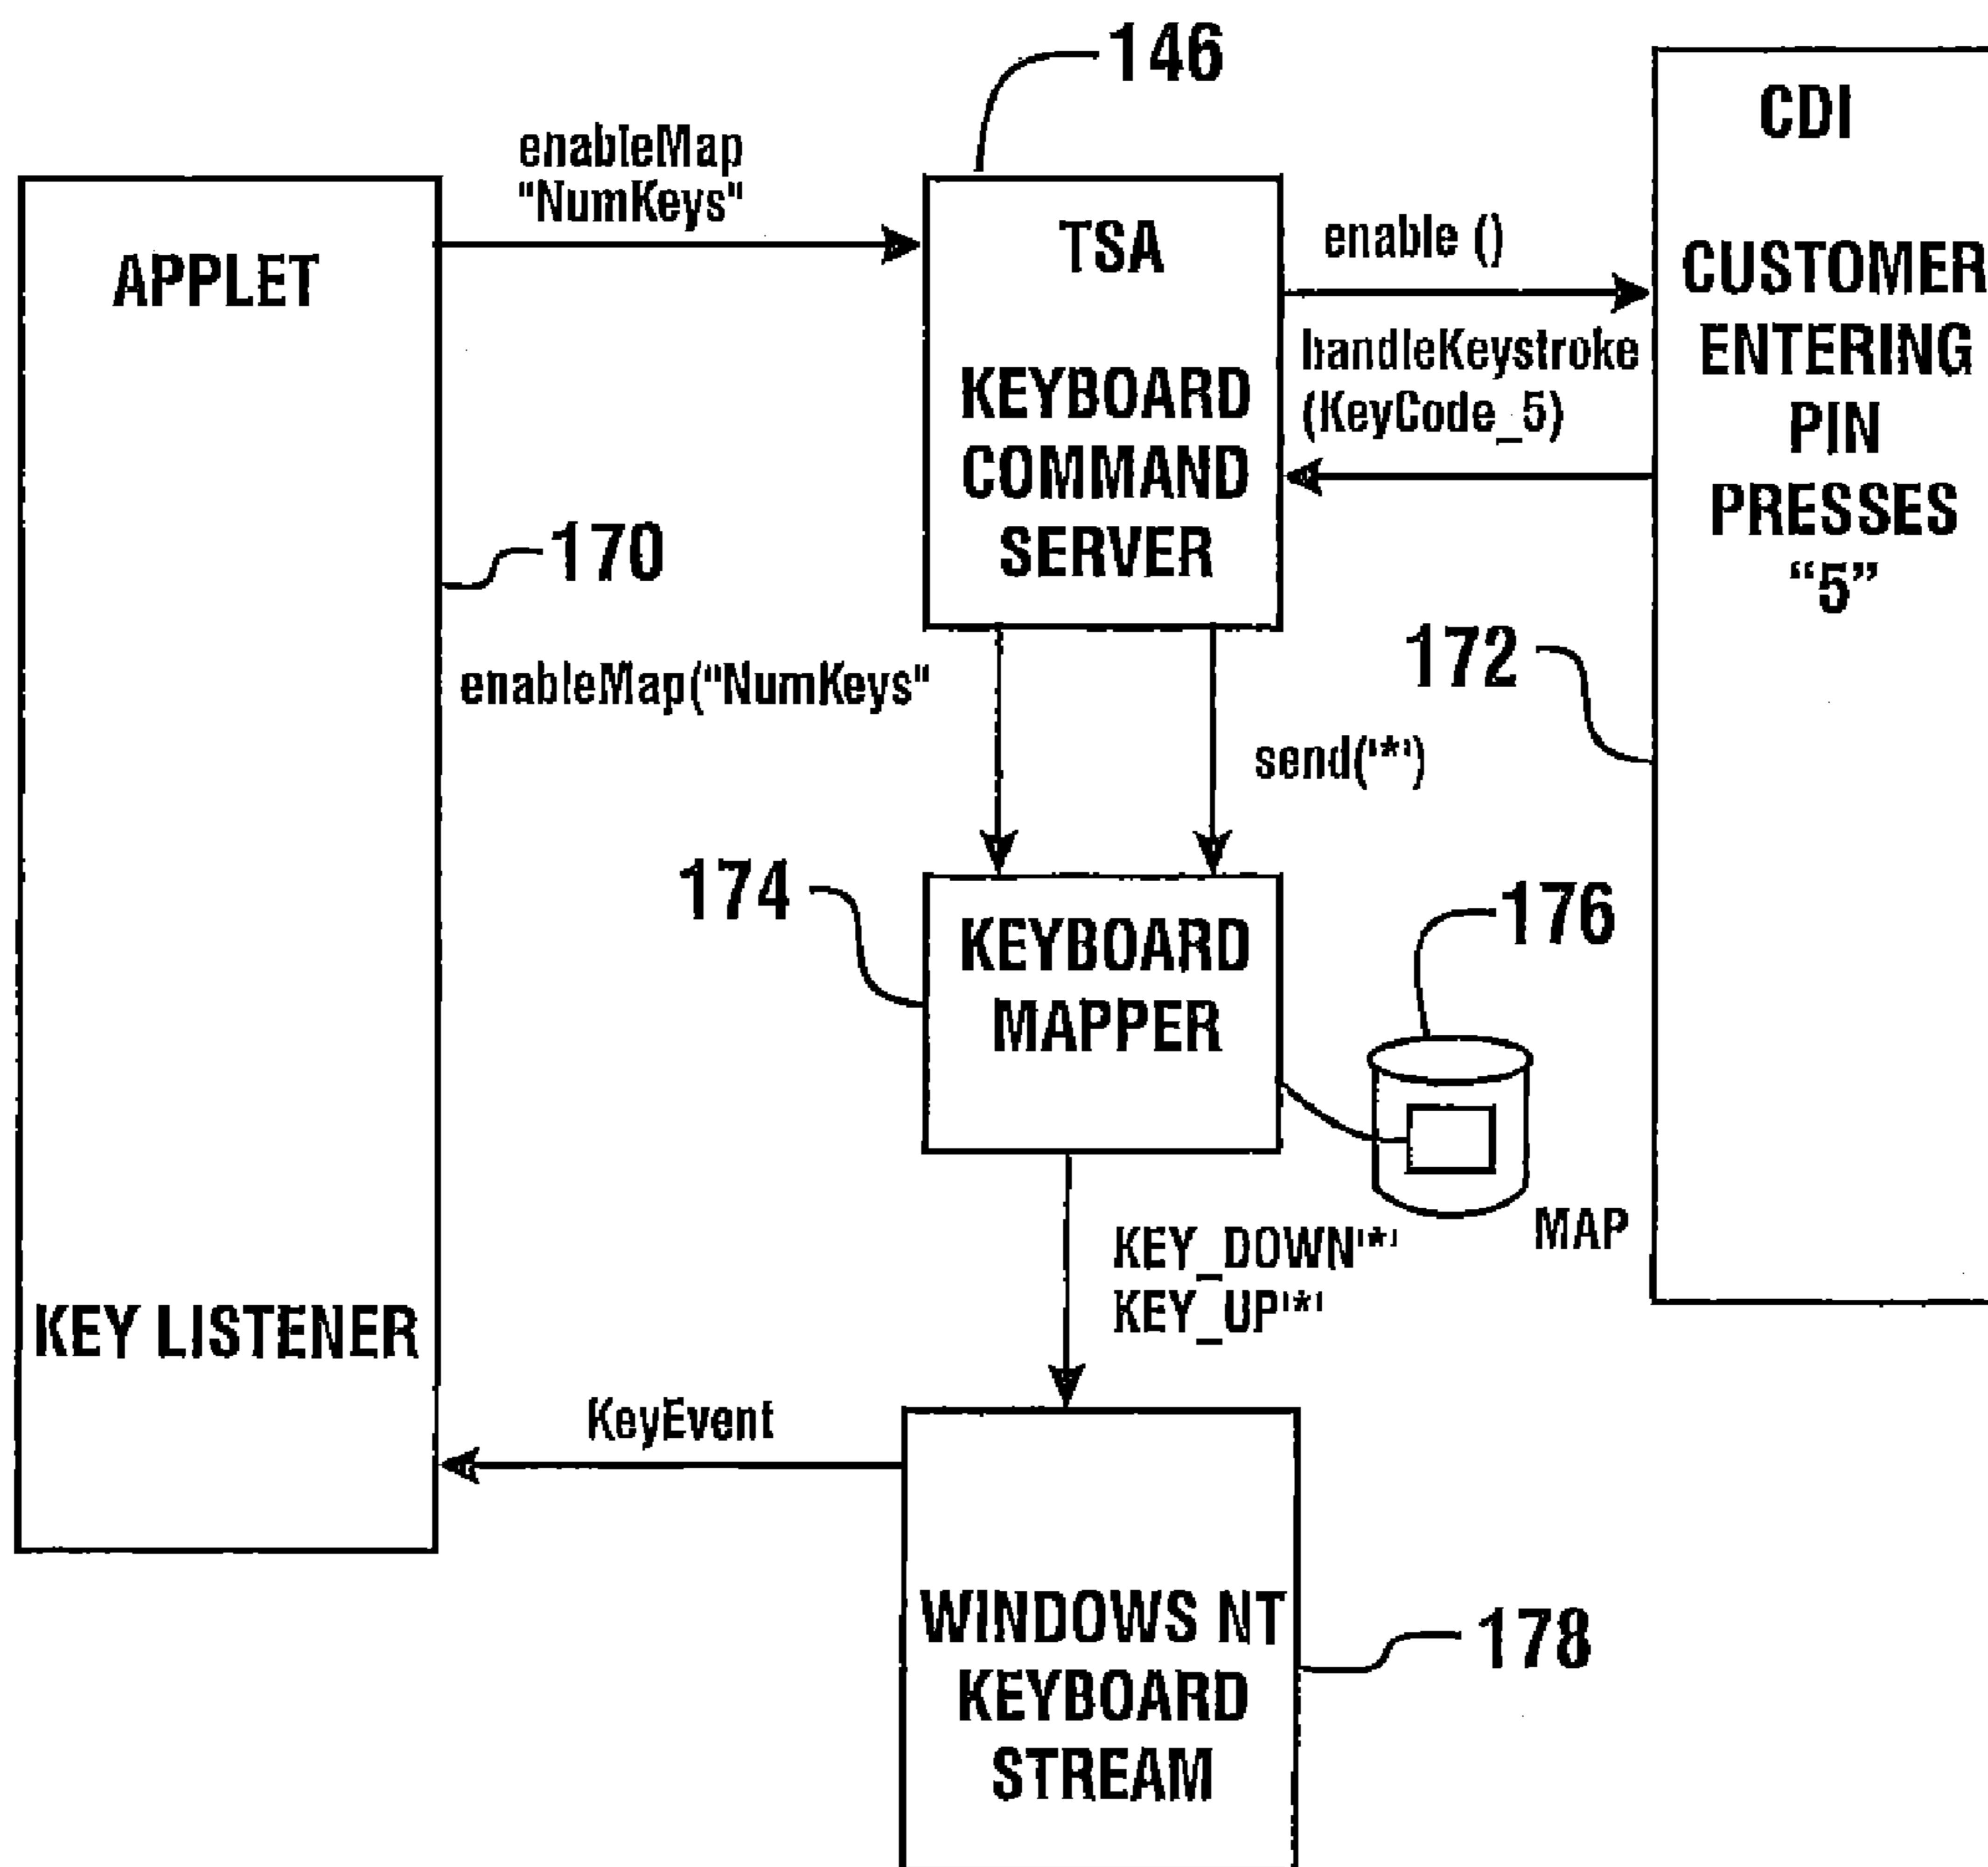 146
CDI
enableMap
"NumKeys"
APPLET
TSA
enable ()
CUSTOMER
ENTERING
PIN
PRESSES
“5”
handleKeystroke
(KeyCode_5)
KEYBOARD
COMMAND
SERVER
170
172
enableMap("NumKeys"
send('*')
174
176
KEYBOARD
MAPPER
MAP
KEY_DOWN'*'
KEY_UP'*'
KEY LISTENER
KeyEvent
WINDOWS NT
KEYBOARD
STREAM
178